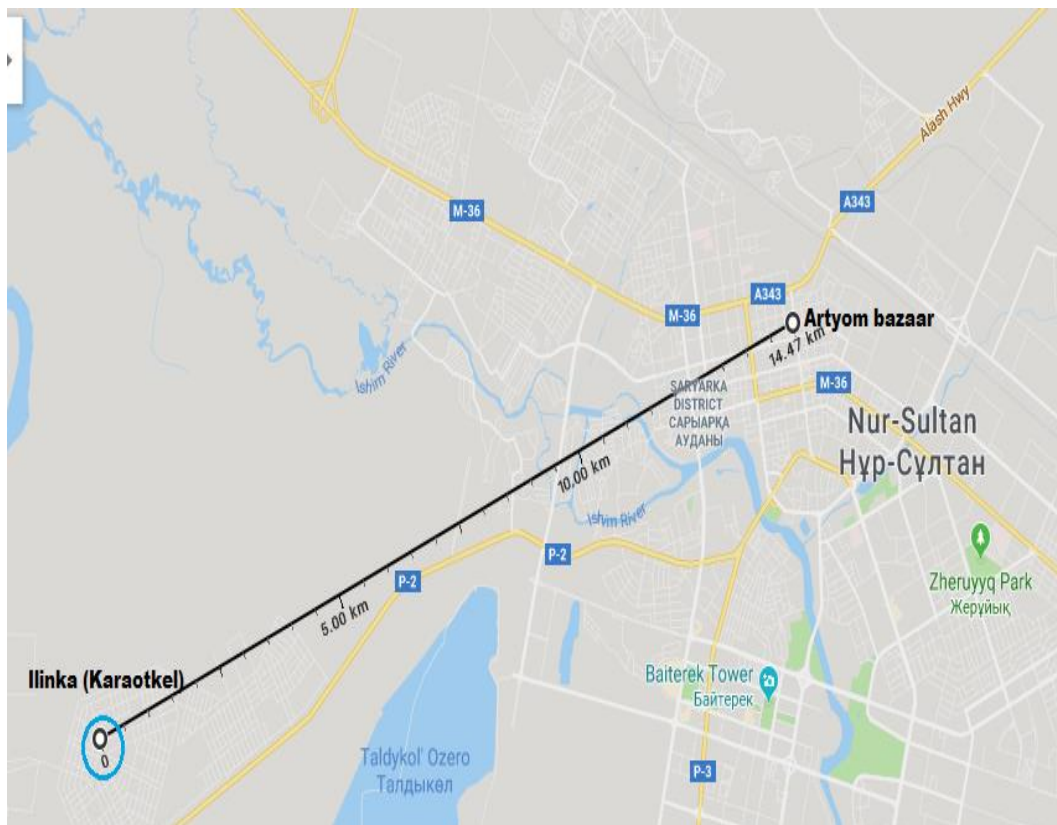 Alash Hwy
A343
M-36
A343
M-36
Artyom bazaar
14.47 km
Ishim River
SARYARKA
DISTRICT
САРЫАРҚА
АУДАНЫ
M-36
Nur-Sultan
Нұр-Сұлтан
10.00 km
Ishim River
P-2
P-2
Zheruyyq Park
Жерұйық
5.00 km
Ilinka (Karaotkel)
Baiterek Tower
Байтерек
0
Taldykol' Ozero
Талдыкөл
P-3